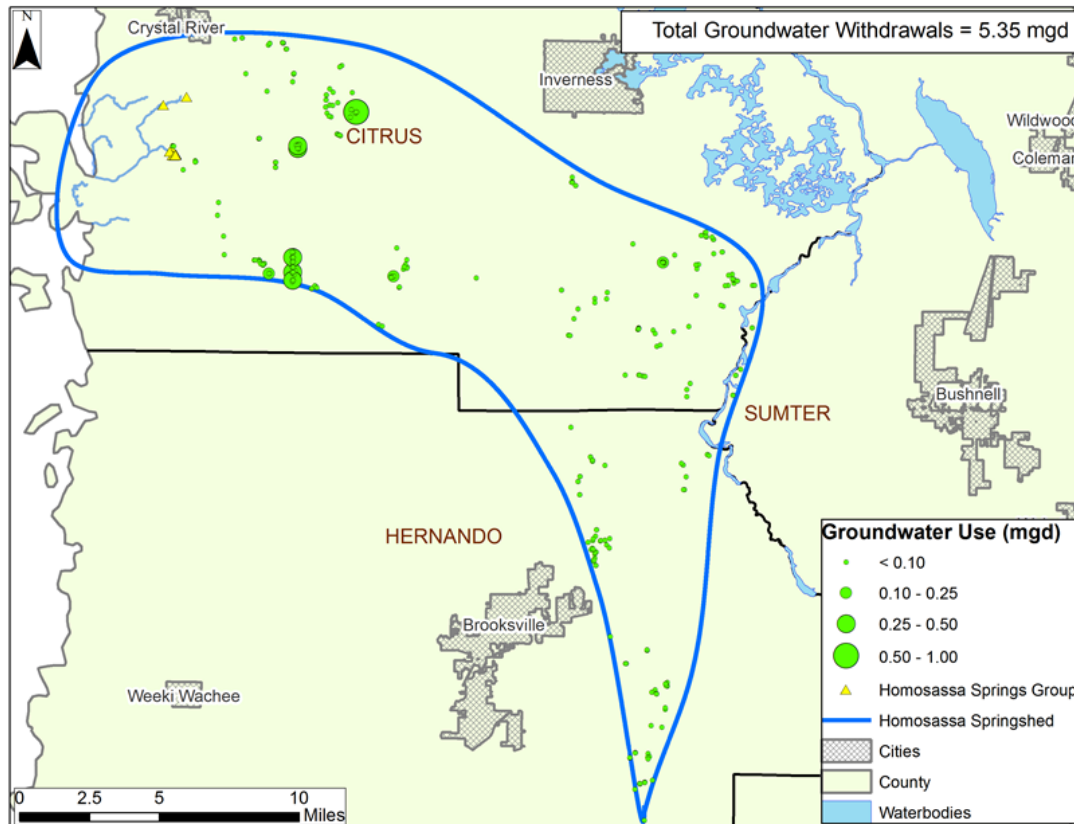 N
Crystal River
Total Groundwater Withdrawals = 5.35 mgd
Inverness
CITRUS
Wildwood
Coleman
SUMTER
Bushnell
HERNANDO
Brooksville
Weeki Wachee
Groundwater Use (mgd)
< 0.10
0.10 - 0.25
0.25 - 0.50
0.50 - 1.00
Homosassa Springs Group
Homosassa Springshed
Cities
County
Waterbodies
0 2.5 5 10
Miles